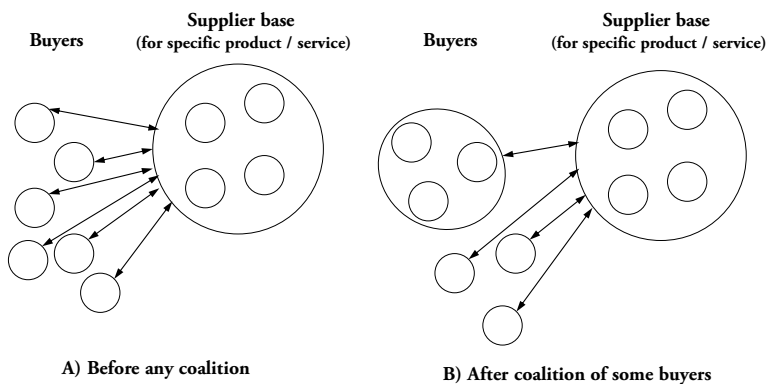 Buyers
Supplier base
(for specific product / service)
Buyers
Supplier base
(for specific product / service)
A) Before any coalition
B) After coalition of some buyers